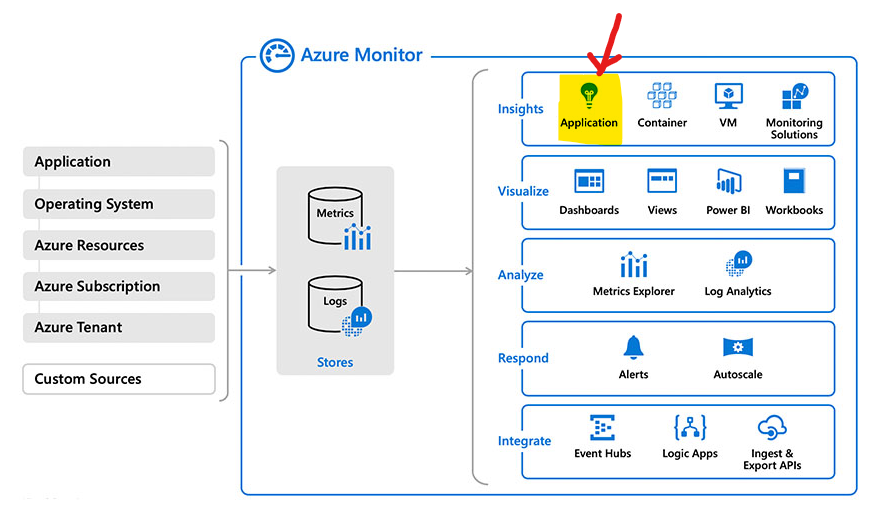 Azure Monitor
Application
Operating System
Azure Resources
Azure Subscription
Azure Tenant
Custom Sources
Metrics
Logs
Stores
Insights
Application
Container
VM
Monitoring
Solutions
Visualize
Dashboards
Views
Power BI
Workbooks
Analyze
Metrics Explorer
Log Analytics
Respond
Alerts
Autoscale
Integrate
Event Hubs
Logic Apps
Ingest &
Export APIs